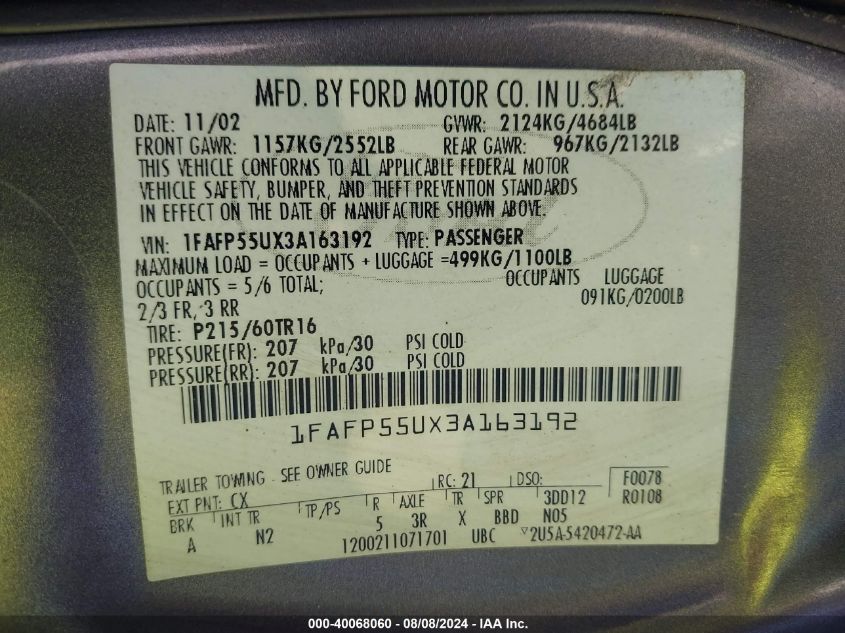 MFD. BY FORD MOTOR CO. IN U.S.A.
DATE: 11/02 GVWR: 2124KG/4684LB
FRONT GAWR: 1157KG/2552LB REAR GAWR: 967KG/2132LB
THIS VEHICLE CONFORMS TO ALL APPLICABLE FEDERAL MOTOR
VEHICLE SAFETY, BUMPER, AND THEFT PREVENTION STANDARDS
IN EFFECT ON THE DATE OF MANUFACTURE SHOWN ABOVE.
VIN: 1FAFP55UX3A163192 TYPE: PASSENGER
MAXIMUM LOAD = OCCUPANTS + LUGGAGE =499KG/1100LB
OCCUPANTS = 5/6 TOTAL; OCCUPANTS LUGGAGE
2/3 FR, 3 RR 091KG/0200LB
TIRE: P215/60TR16
PRESSURE(FR): 207 kPa/30 PSI COLD
PRESSURE(RR): 207 kPa/30 PSI COLD
1FAFP55UX3A163192
TRAILER TOWING - SEE OWNER GUIDE
EXT PNT: CX RC: 21 DSO: F0078
BRK INT TR TP/PS R AXLE TR SPR 3DD12 R0108
A N2 5 3R X BBD N05
1200211071701 UBC 2U5A-5420472-AA
000-40068060 - 08/08/2024 - IAA Inc.